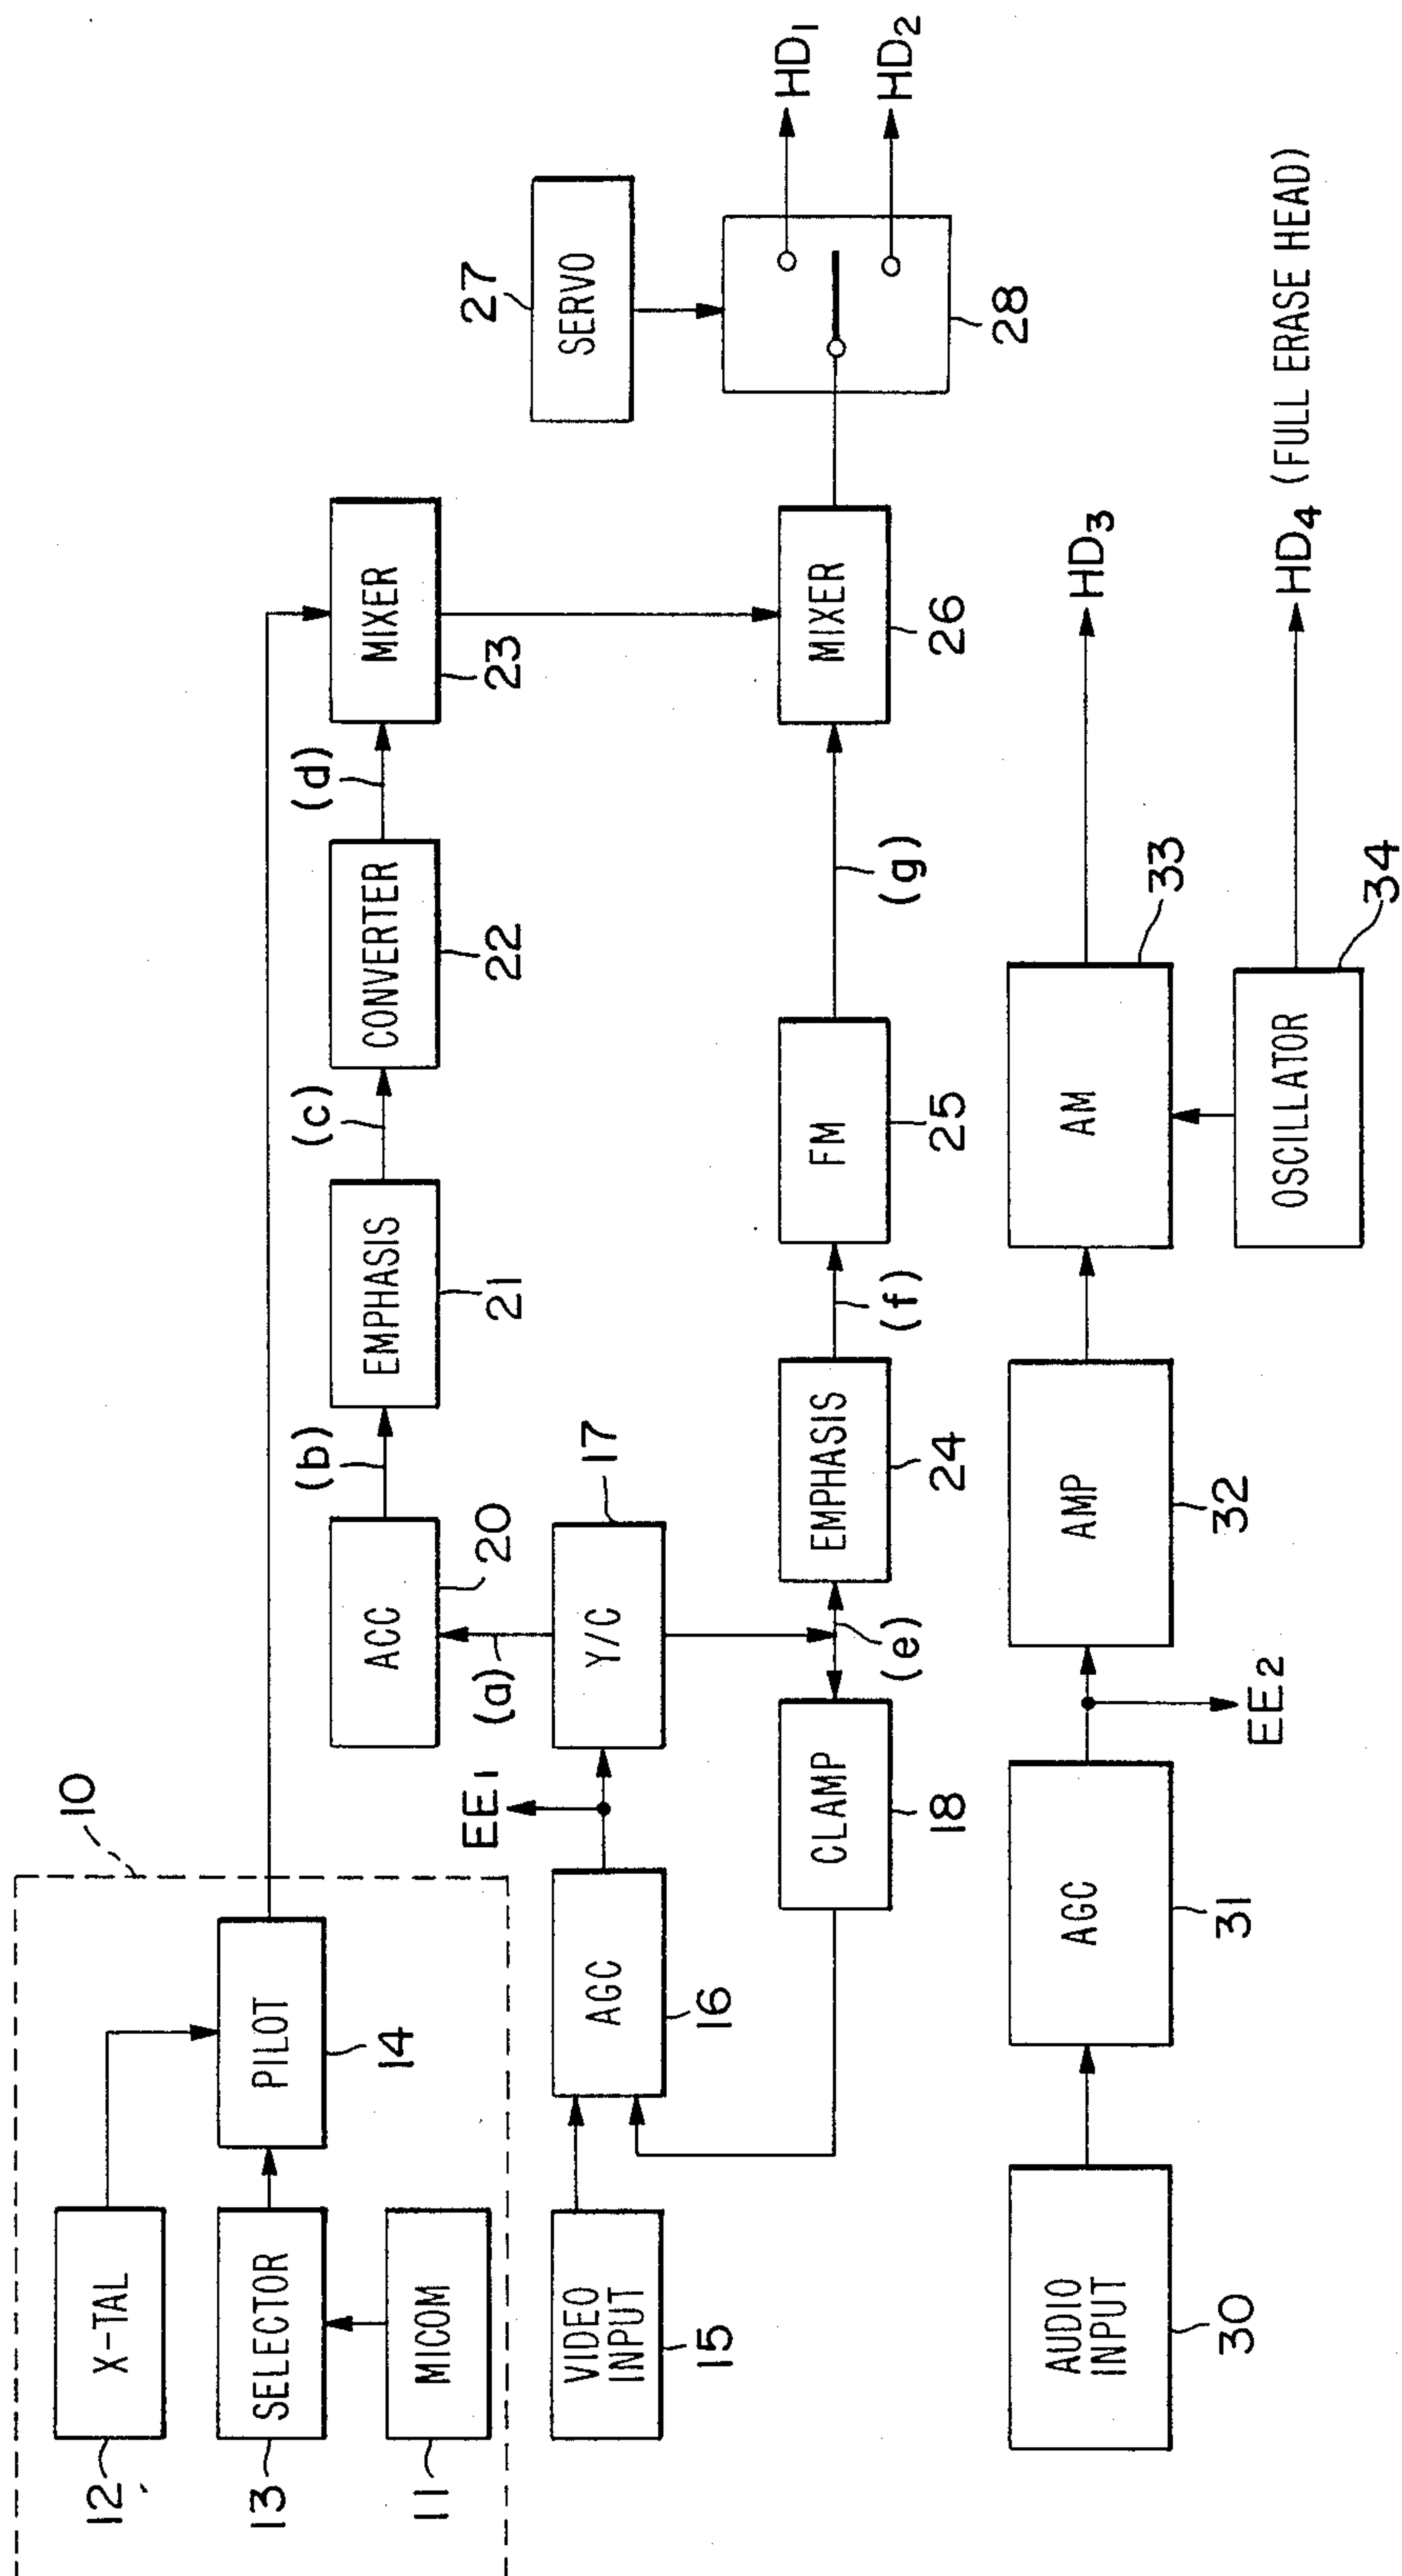 10
X-TAL
12
SELECTOR
13
MICOM
11
PILOT
14
VIDEO
INPUT
15
AGC
16
EE1
Y/C
17
(a)
ACC
20
(b)
EMPHASIS
21
(c)
CONVERTER
22
(d)
MIXER
23
CLAMP
18
(e)
EMPHASIS
24
(f)
FM
25
(g)
MIXER
26
SERVO
27
28
HD1
HD2
AUDIO
INPUT
30
AGC
31
EE2
AMP
32
AM
33
HD3
OSCILLATOR
34
HD4 (FULL ERASE HEAD)